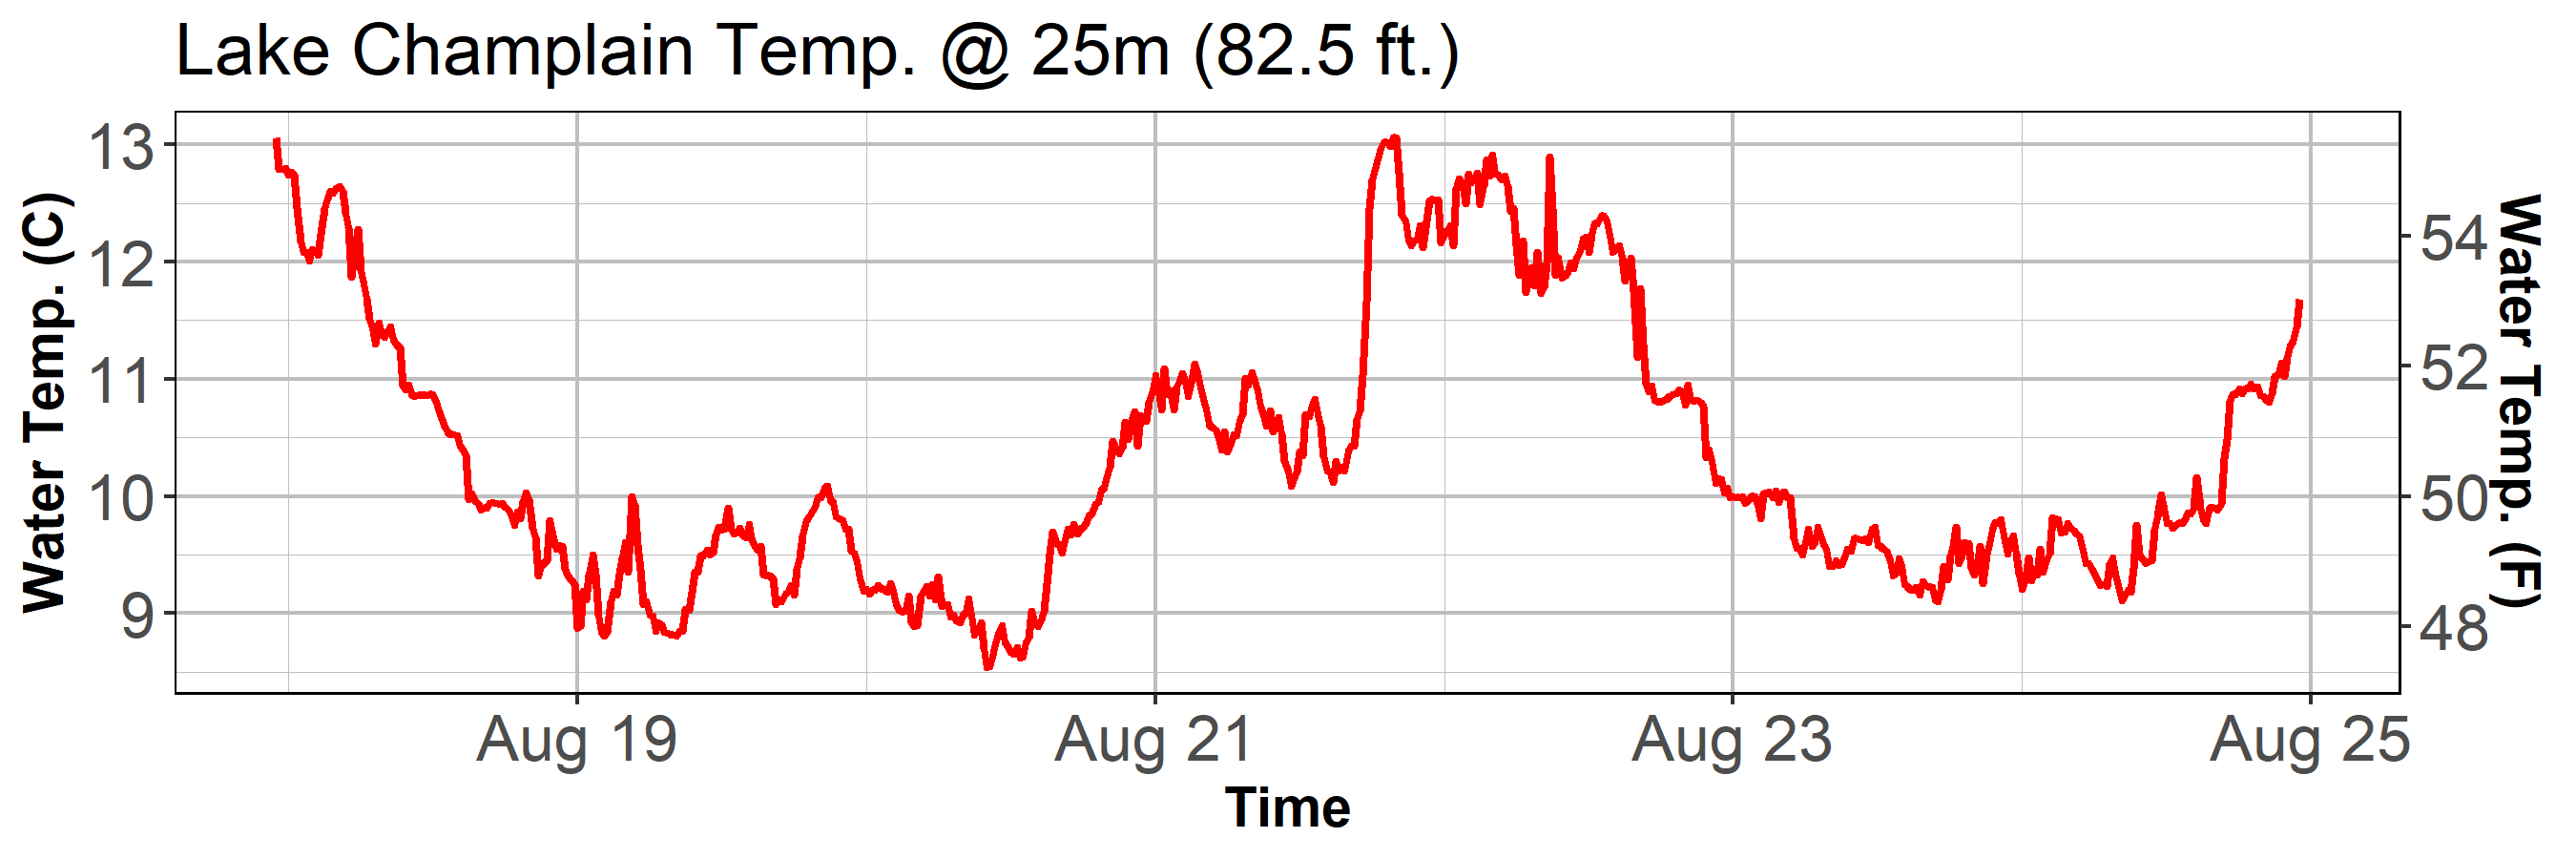 Lake Champlain Temp. @ 25m (82.5 ft.)
Water Temp. (C)
13
12
11
10
9
54
52
50
48
Water Temp. (F)
Aug 19
Aug 21
Aug 23
Aug 25
Time